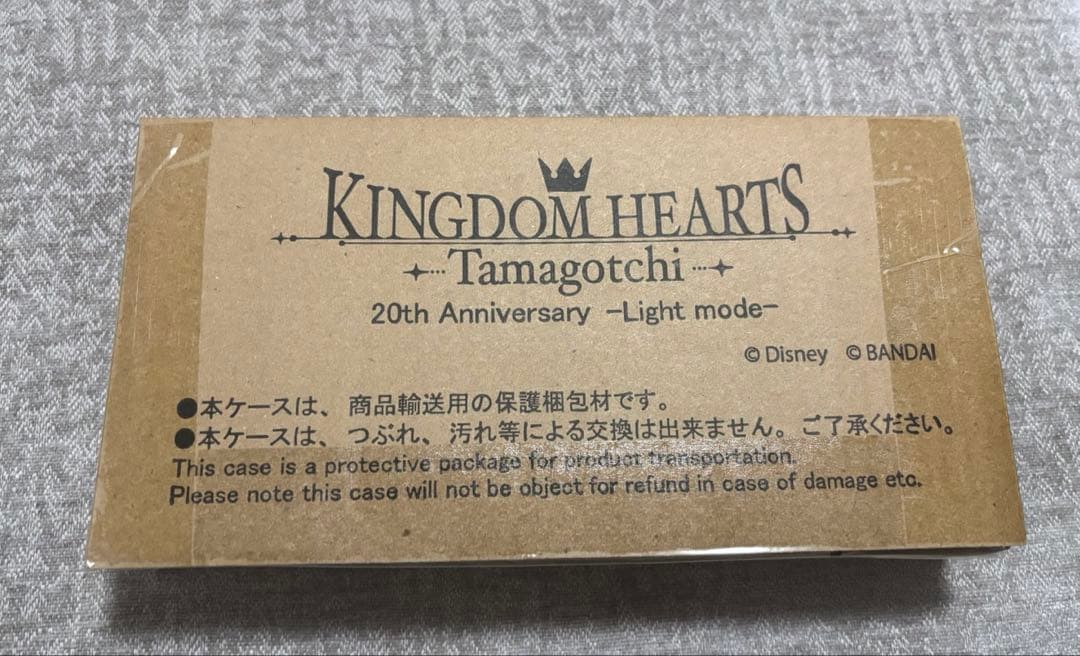 KINGDOM HEARTS
Tamagotchi
20th Anniversary -Light mode-
© Disney © BANDAI
●本ケースは、商品輸送用の保護梱包材です。
●本ケースは、つぶれ、汚れ等による交換は出来ません。ご了承ください。
This case is a protective package for product transportation.
Please note this case will not be object for refund in case of damage etc.